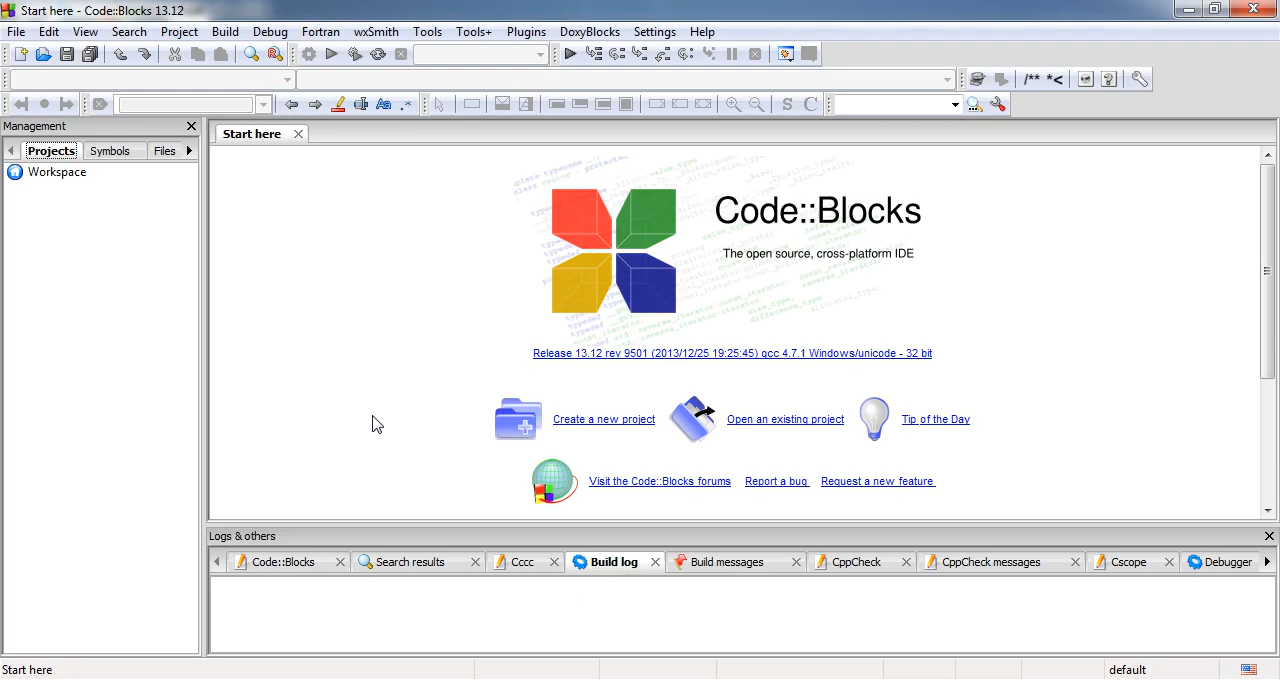 Start here - Code::Blocks 13.12
File Edit View Search Project Build Debug Fortran wxSmith Tools Tools+ Plugins DoxyBlocks Settings Help
/** *<
Aa .*
S C
Management
Start here
Projects Symbols Files
Workspace
Code::Blocks
The open source, cross-platform IDE
Release 13.12 rev 9501 (2013/12/25 19:25:45) gcc 4.7.1 Windows/unicode - 32 bit
Create a new project Open an existing project Tip of the Day
Visit the Code::Blocks forums Report a bug Request a new feature
Logs & others
Code::Blocks Search results Cccc Build log Build messages CppCheck CppCheck messages Cscope Debugger
Start here default